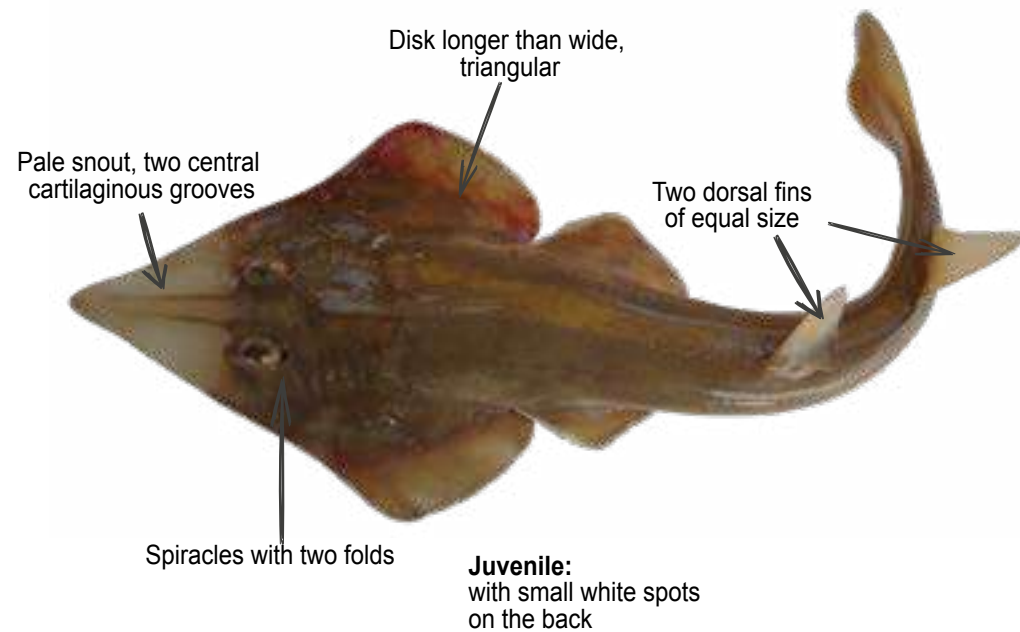 Disk longer than wide,
triangular
Pale snout, two central
cartilaginous grooves
Two dorsal fins
of equal size
Spiracles with two folds
Juvenile:
with small white spots
on the back